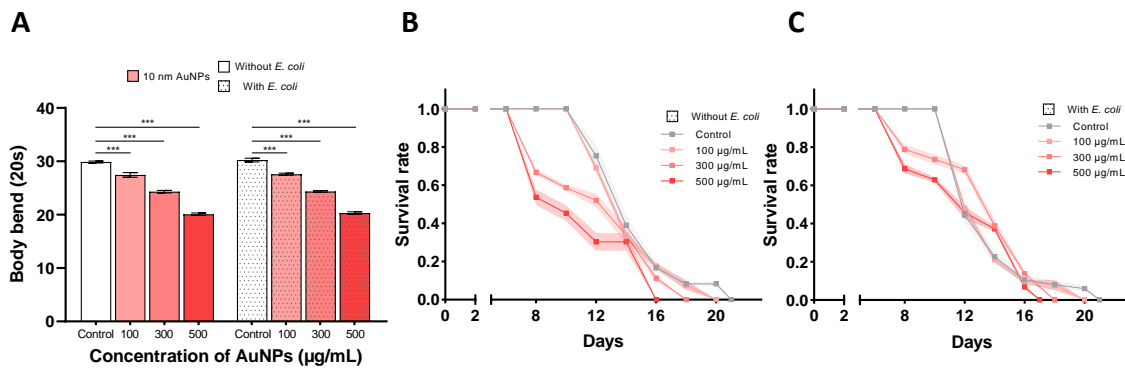 A
10 nm AuNPs
Without E. coli
With E. coli
Body bend (20s)
40
30
20
10
0
***
***
***
***
***
***
Control 100 300 500 Control 100 300 500
Concentration of AuNPs (µg/mL)
B
Survival rate
1.0
0.8
0.6
0.4
0.2
0.0
Without E. coli
Control
100 µg/mL
300 µg/mL
500 µg/mL
0 2 8 12 16 20
Days
C
Survival rate
1.0
0.8
0.6
0.4
0.2
0.0
With E. coli
Control
100 µg/mL
300 µg/mL
500 µg/mL
0 2 8 12 16 20
Days